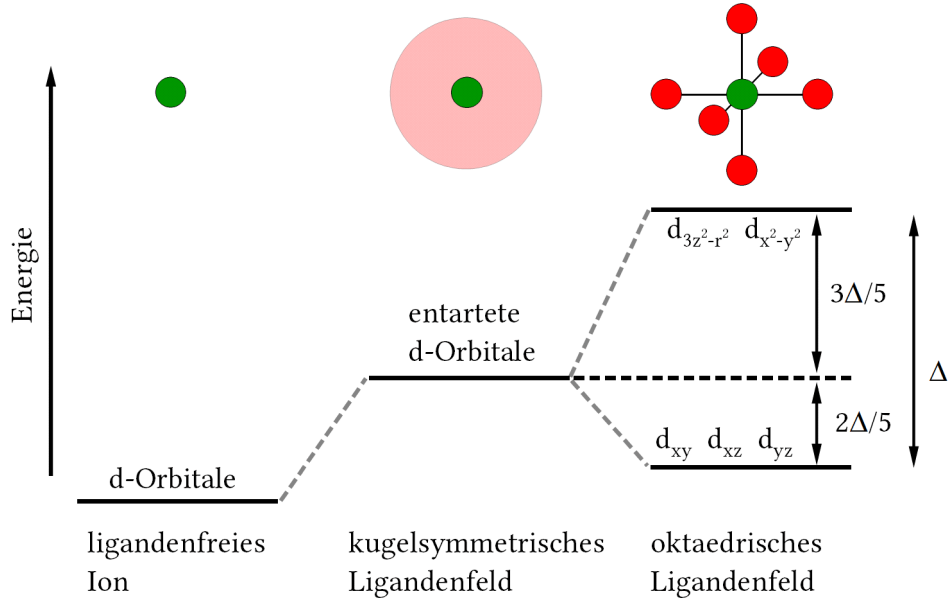 Energie
d-Orbitale
ligandenfreies
Ion
entartete
d-Orbitale
kugelsymmetrisches
Ligandenfeld
d₃z²₋r² dx²₋y²
3Δ/5
Δ
2Δ/5
dxy dxz dyz
oktaedrisches
Ligandenfeld